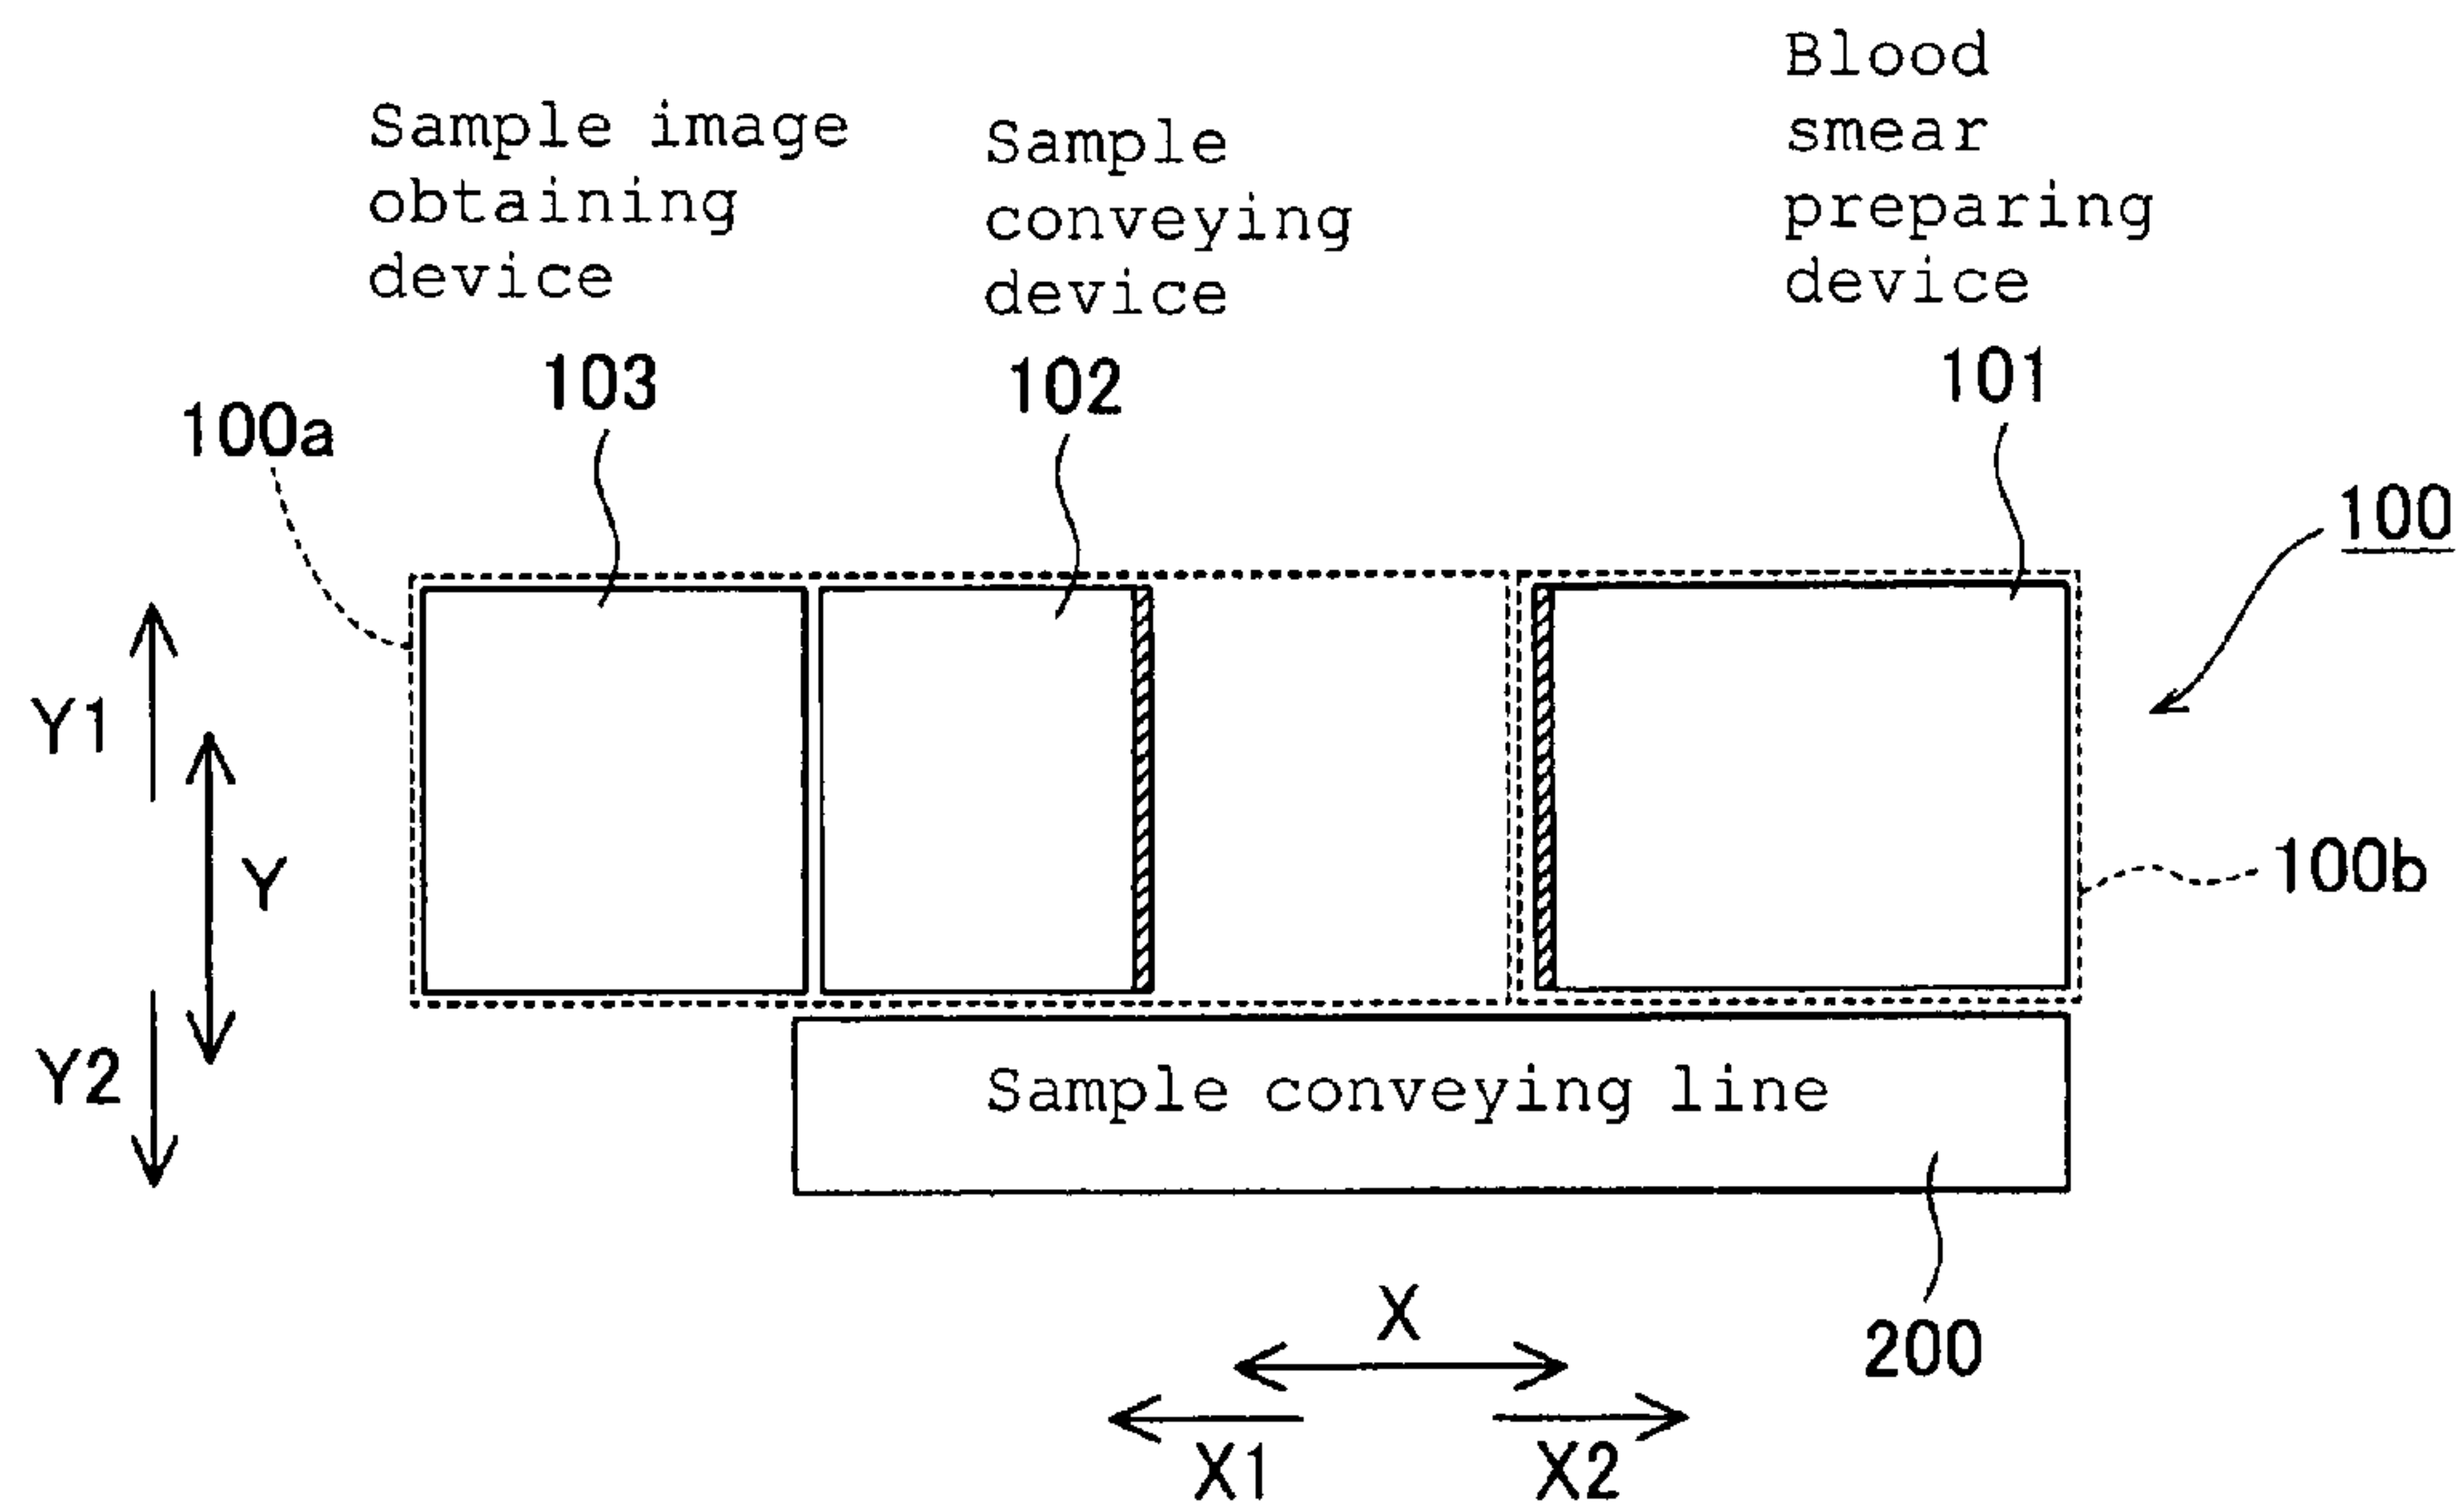 Sample image
obtaining
device
103
Sample
conveying
device
102
Blood
smear
preparing
device
101
100a
100
100b
Y1
Y
Y2
Sample conveying line
200
X
X1
X2